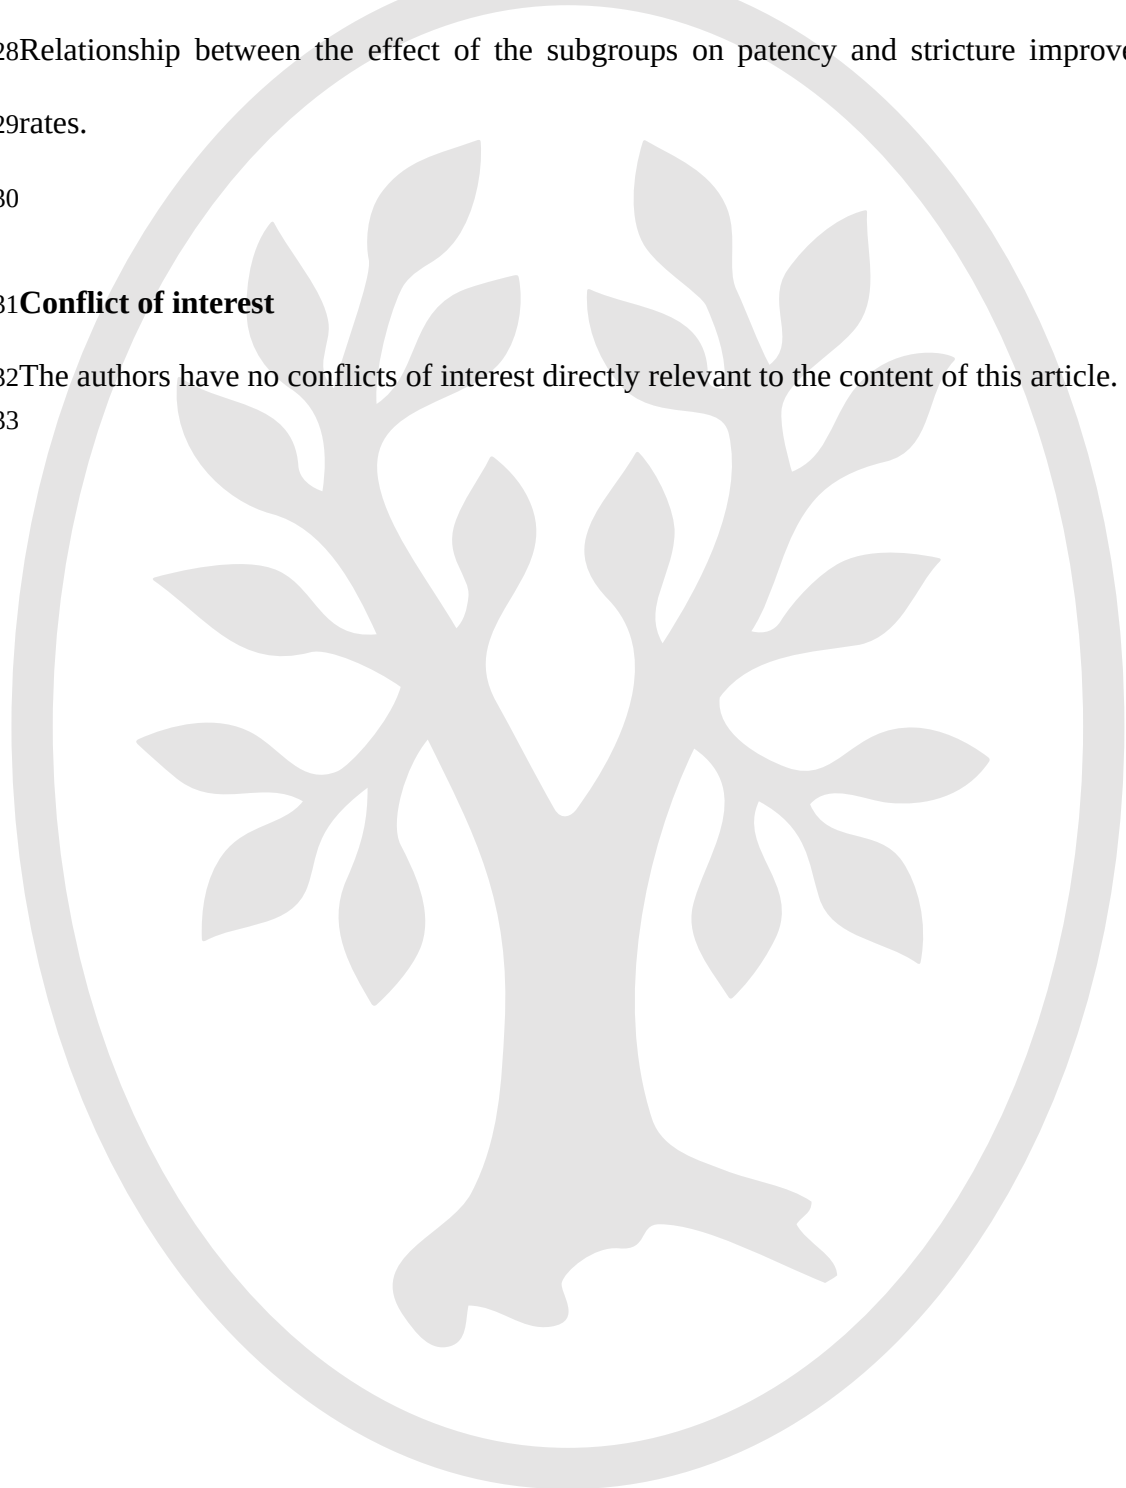 28Relationship between the effect of the subgroups on patency and stricture
29rates.
30
31Conflict of interest
32The authors have no conflicts of interest directly relevant to the content of this article.
33